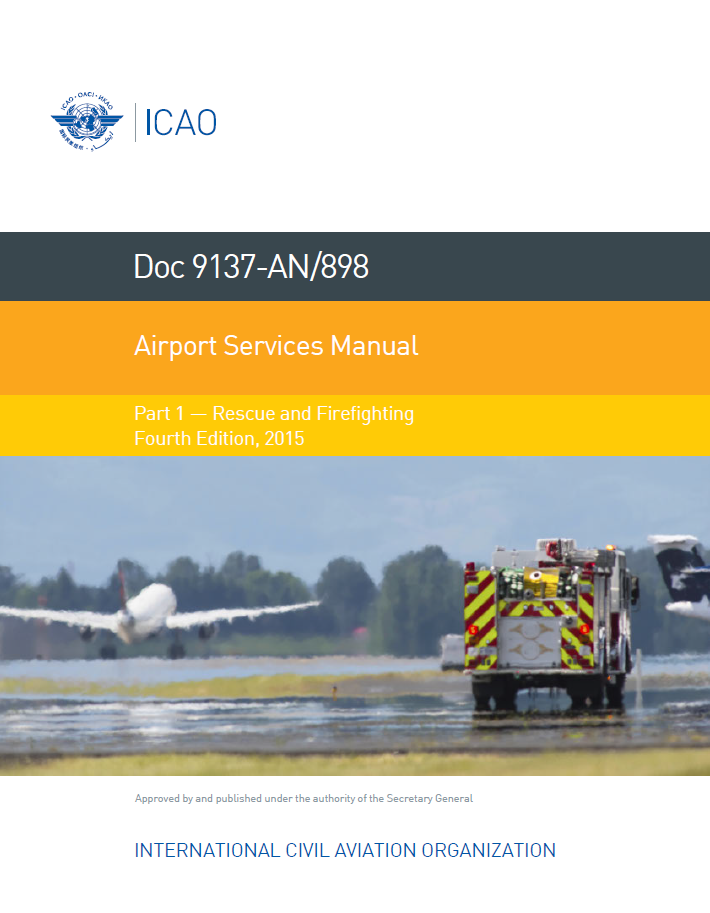 ICAO · OACI · ИКАО
ICAO
Doc 9137-AN/898
Airport Services Manual
Part 1 — Rescue and Firefighting
Fourth Edition, 2015
Approved by and published under the authority of the Secretary General
INTERNATIONAL CIVIL AVIATION ORGANIZATION